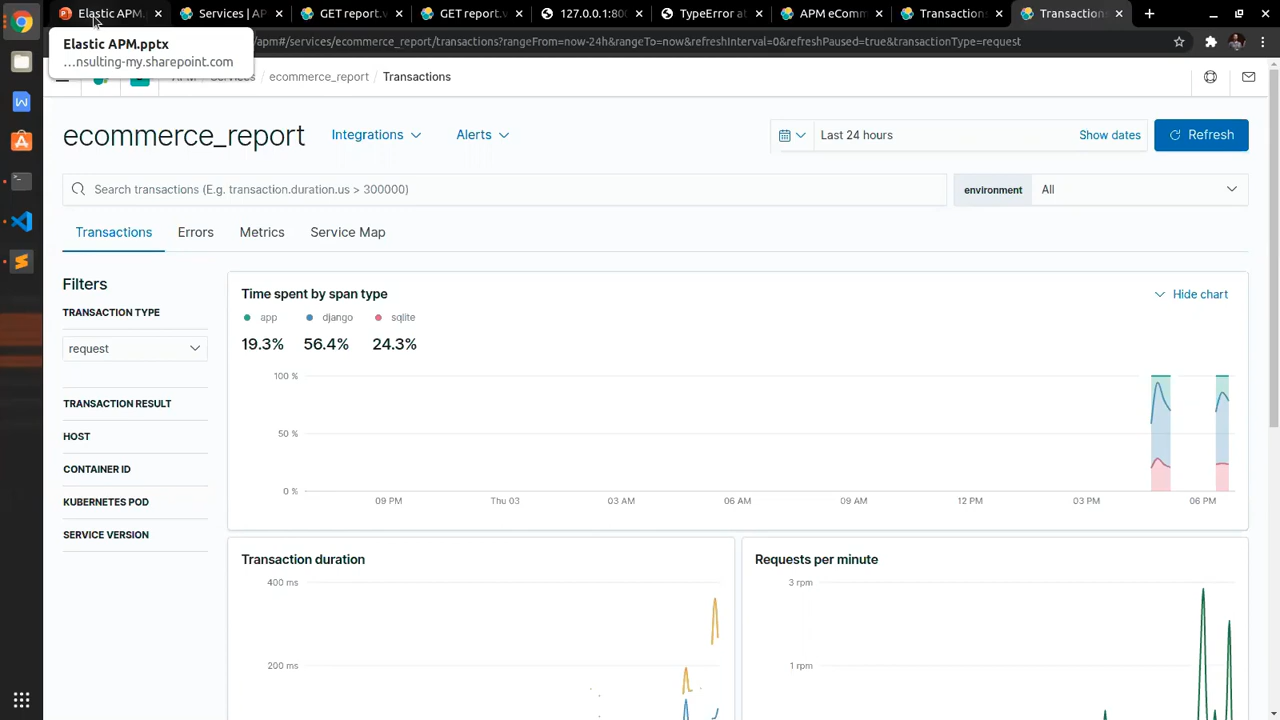 Elastic APM.
Services | AP
GET report.v
GET report.v
127.0.0.1:80
TypeError at
APM eComm
Transaction
Transaction
/apm#/services/ecommerce_report/transactions?rangeFrom=now-24h&rangeTo=now&refreshInterval=0&refreshPaused=true&transactionType=request
Elastic APM.pptx
...nsulting-my.sharepoint.com
ecommerce_report / Transactions
ecommerce_report
Integrations
Alerts
Last 24 hours
Show dates
Refresh
Search transactions (E.g. transaction.duration.us > 300000)
environment
All
Transactions
Errors
Metrics
Service Map
Filters
TRANSACTION TYPE
request
TRANSACTION RESULT
HOST
CONTAINER ID
KUBERNETES POD
SERVICE VERSION
Time spent by span type
Hide chart
app
django
sqlite
19.3%
56.4%
24.3%
100 %
50 %
0 %
09 PM
Thu 03
03 AM
06 AM
09 AM
12 PM
03 PM
06 PM
Transaction duration
400 ms
200 ms
Requests per minute
3 rpm
1 rpm